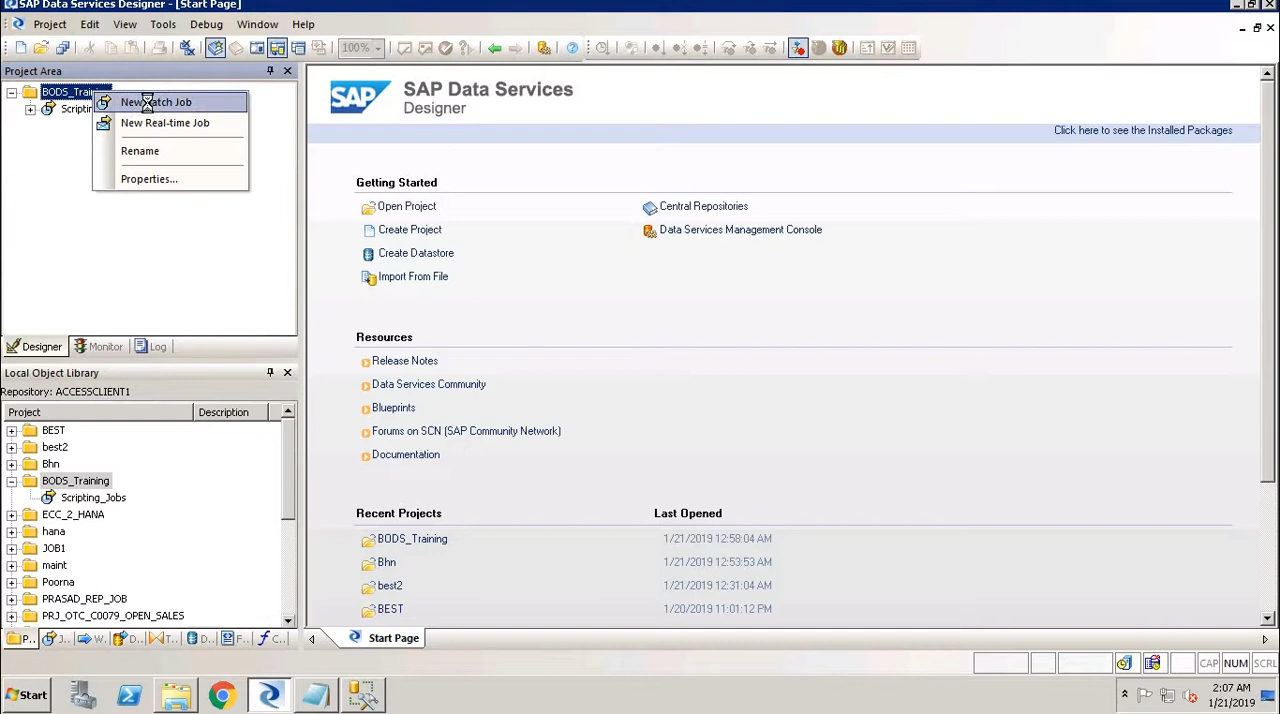 SAP Data Services Designer - [Start Page]
Project Edit View Tools Debug Window Help
100%
Project Area
New Batch Job
New Real-time Job
Rename
Properties...
Designer Monitor Log
Local Object Library
Repository: ACCESSCLIENT1
Project Description
BEST
best2
Bhn
BODS_Training
Scripting_Jobs
ECC_2_HANA
hana
JOB1
maint
Poorna
PRASAD_REP_JOB
PRJ_OTC_C0079_OPEN_SALES
P.. J.. W.. D.. T.. D.. F.. C..
SAP
SAP Data Services
Designer
Click here to see the Installed Packages
Getting Started
Open Project Central Repositories
Create Project Data Services Management Console
Create Datastore
Import From File
Resources
Release Notes
Data Services Community
Blueprints
Forums on SCN (SAP Community Network)
Documentation
Recent Projects Last Opened
BODS_Training 1/21/2019 12:58:04 AM
Bhn 1/21/2019 12:53:53 AM
best2 1/21/2019 12:31:04 AM
BEST 1/20/2019 11:01:12 PM
Start Page
CAP NUM SCRL
Start
2:07 AM
1/21/2019